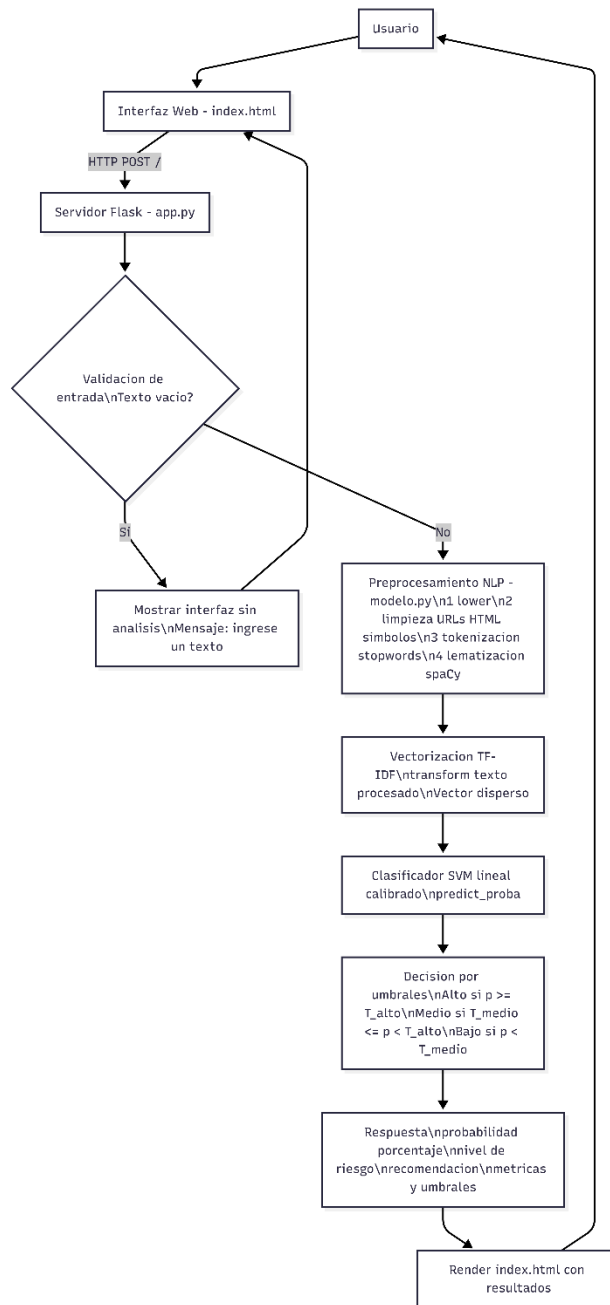 Usuario
Interfaz Web - index.html
HTTP POST /
Servidor Flask - app.py
Validacion de
entrada\nTexto vacio?
Sí
No
Mostrar interfaz sin
analisis\nMensaje: ingrese
un texto
Preprocesamiento NLP -
modelo.py\n1 lower\n2
limpieza URLs HTML
simbolos\n3 tokenizacion
stopwords\n4 lematizacion
spaCy
Vectorizacion TF-
IDF\ntransform texto
procesado\nVector disperso
Clasificador SVM lineal
calibrado\npredict_proba
Decision por
umbrales\nAlto si p >=
T_alto\nMedio si T_medio
<= p < T_alto\nBajo si p <
T_medio
Respuesta\nprobabilidad
porcentaje\nnivel de
riesgo\nrecomendacion\nmetricas
y umbrales
Render index.html con
resultados